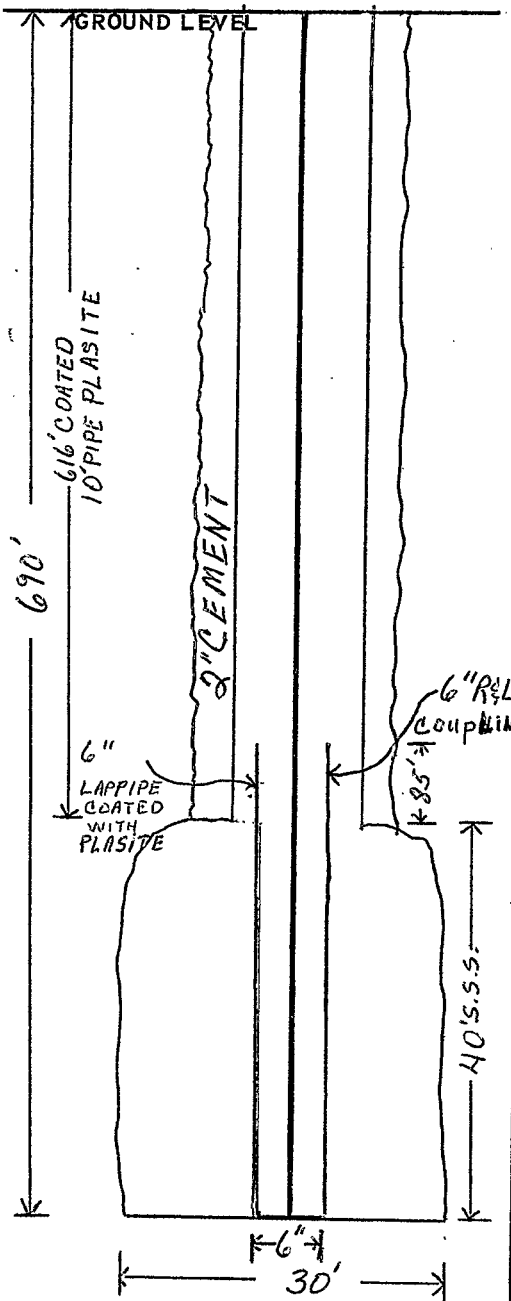 GROUND LEVEL
690'
616' COATED
10' PIPE PLASITE
2" CEMENT
6"
LAPPIPE
COATED
WITH
PLASITE
6" R&L
85'
40' S.S.S.
6"
30'